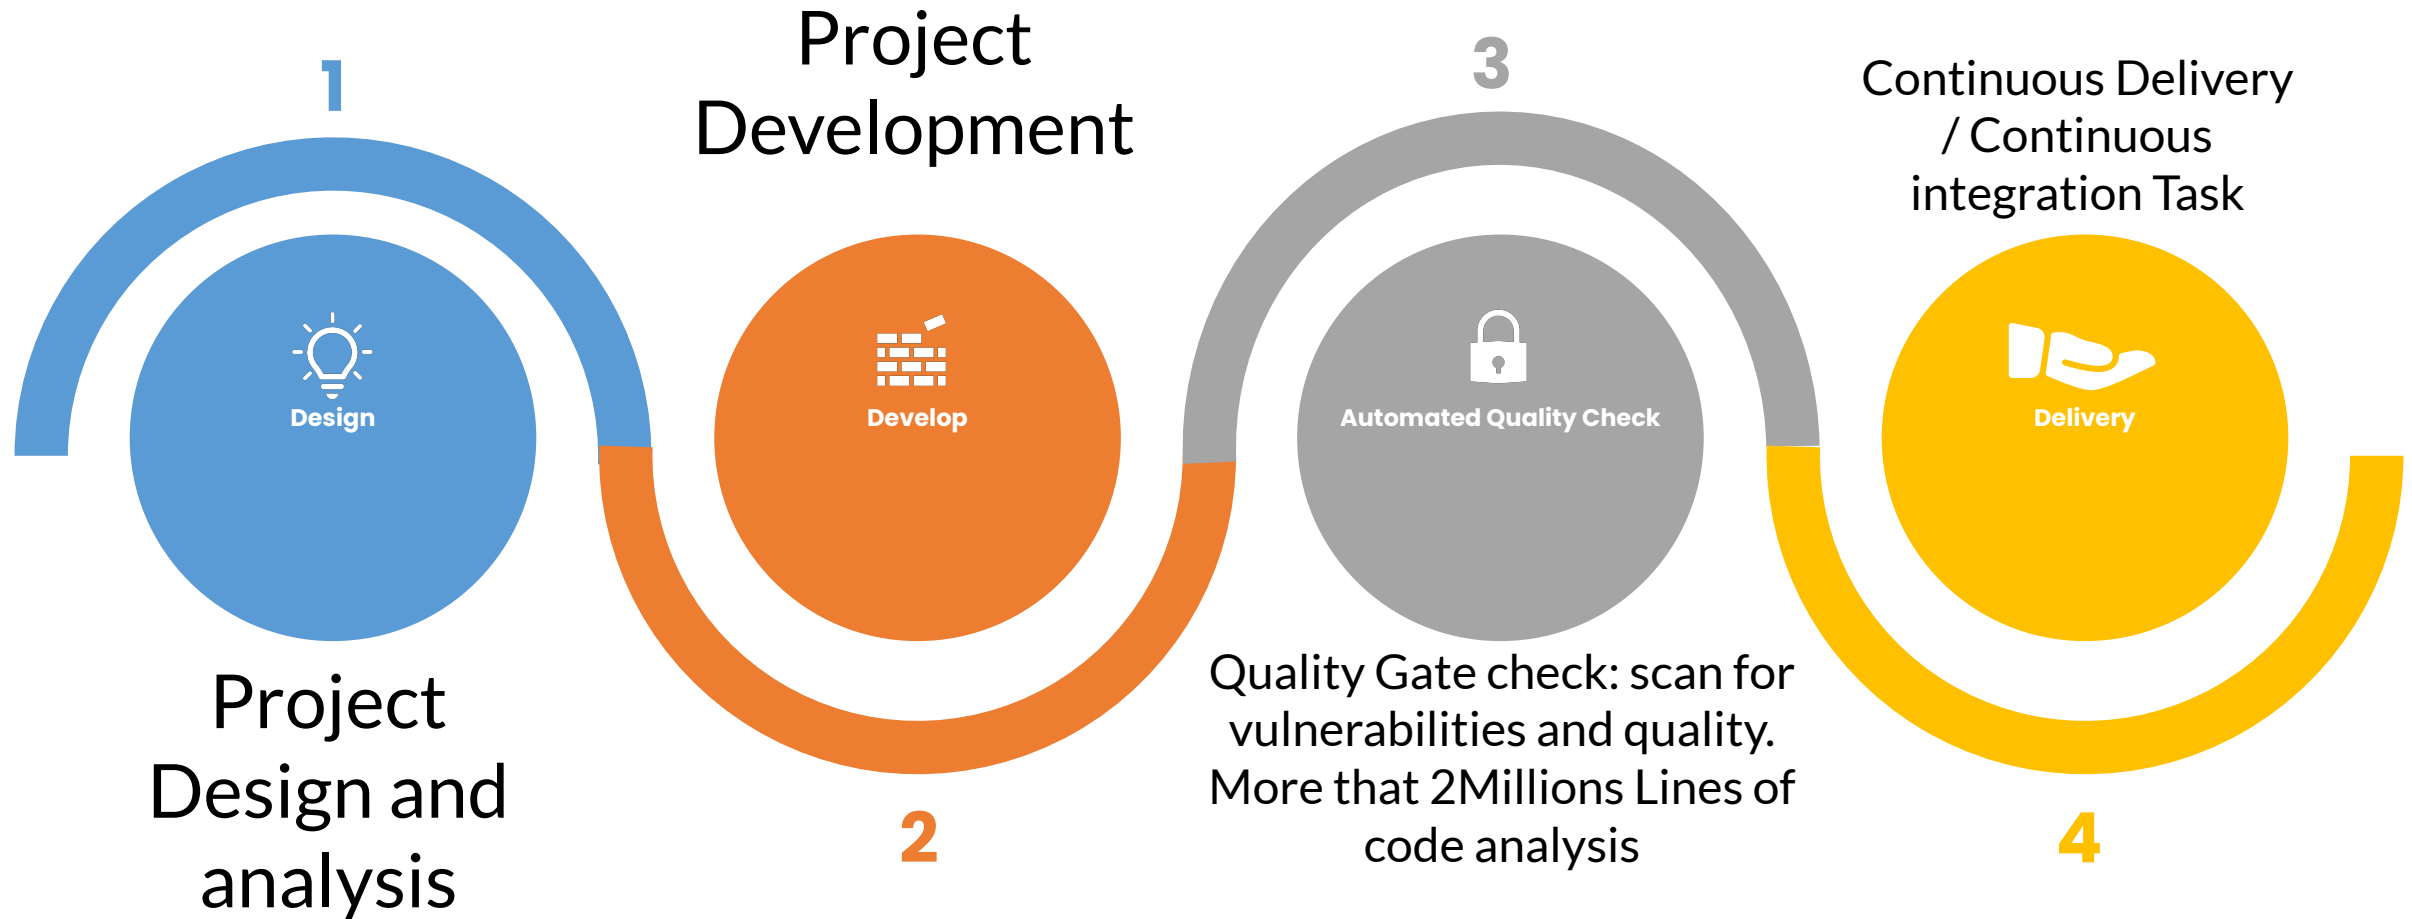 1
Design
Project
Design and
analysis
Project
Development
Develop
2
3
Automated Quality Check
Quality Gate check: scan for
vulnerabilities and quality.
More that 2Millions Lines of
code analysis
Continuous Delivery
/ Continuous
integration Task
Delivery
4